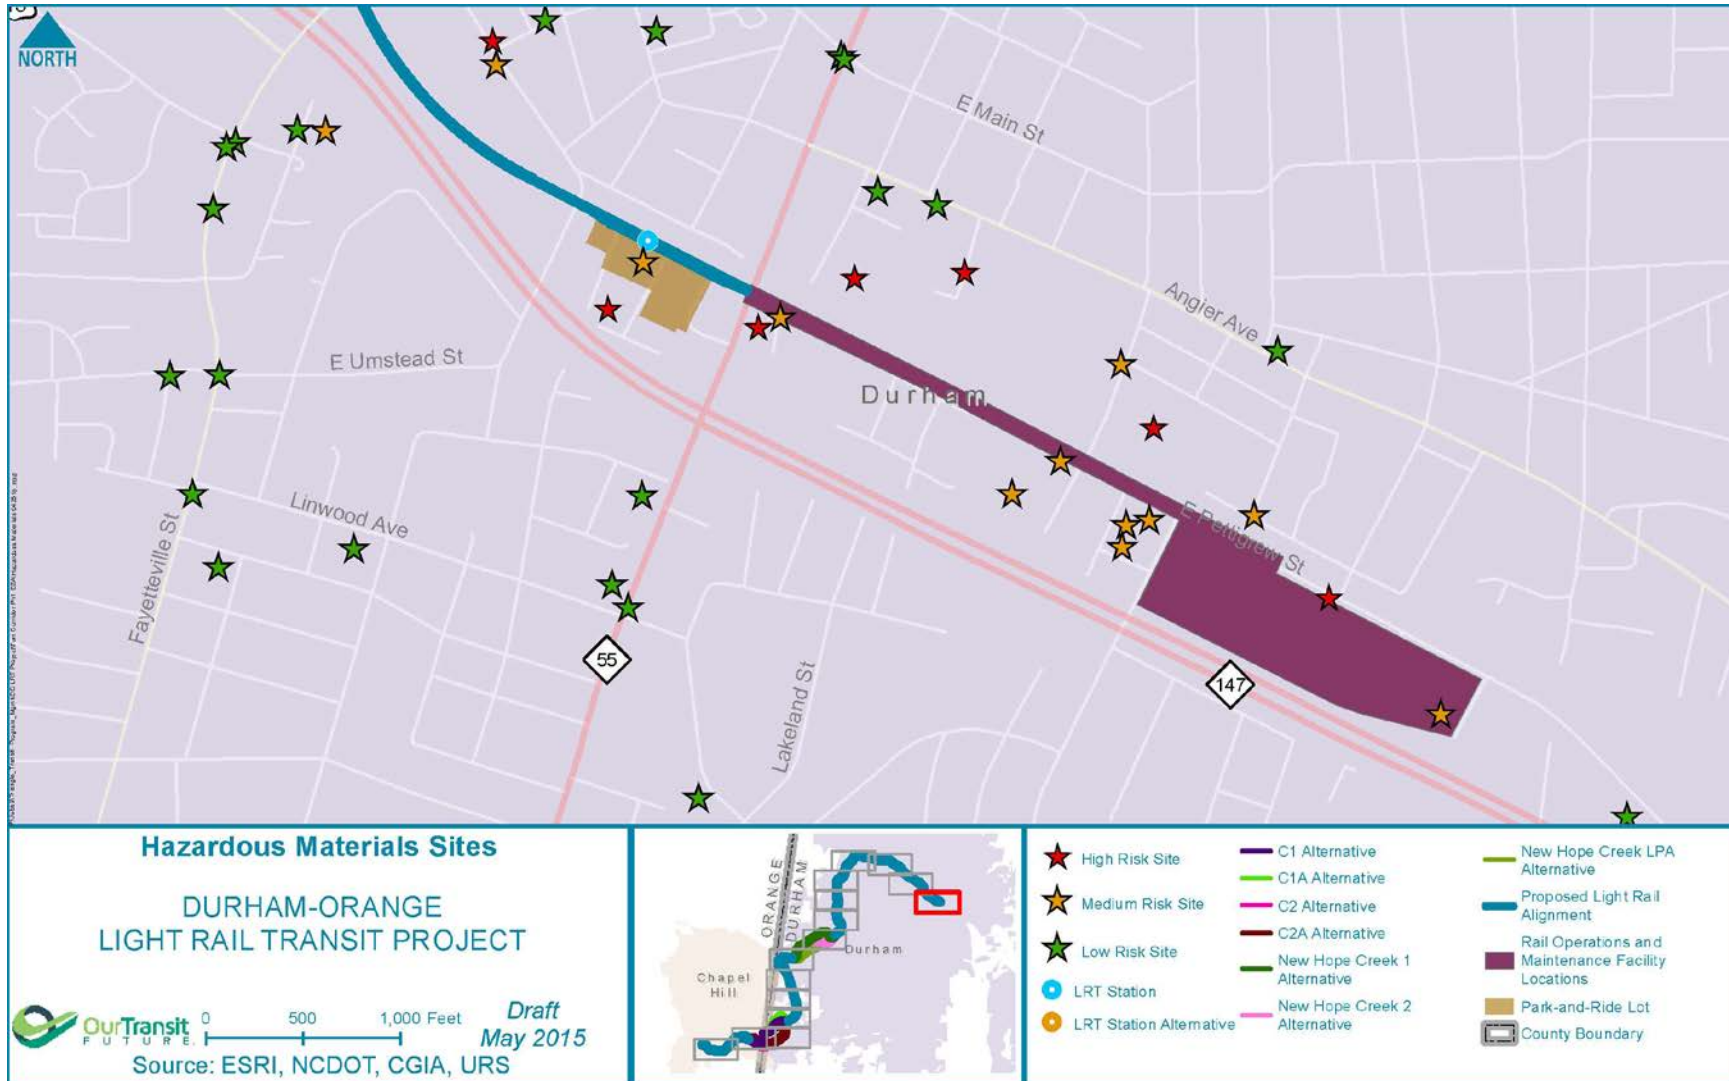 NORTH
E Main St
Angier Ave
E Umstead St
Durham
Linwood Ave
Fayetteville St
E Pettigrew St
55
147
Lakeland St
Hazardous Materials Sites
DURHAM-ORANGE
LIGHT RAIL TRANSIT PROJECT
OurTransit
FUTURE
0 500 1,000 Feet
Draft
May 2015
Source: ESRI, NCDOT, CGIA, URS
ORANGE
DURHAM
Durham
Chapel
Hill
High Risk Site
Medium Risk Site
Low Risk Site
LRT Station
LRT Station Alternative
C1 Alternative
C1A Alternative
C2 Alternative
C2A Alternative
New Hope Creek 1
Alternative
New Hope Creek 2
Alternative
New Hope Creek LPA
Alternative
Proposed Light Rail
Alignment
Rail Operations and
Maintenance Facility
Locations
Park-and-Ride Lot
County Boundary